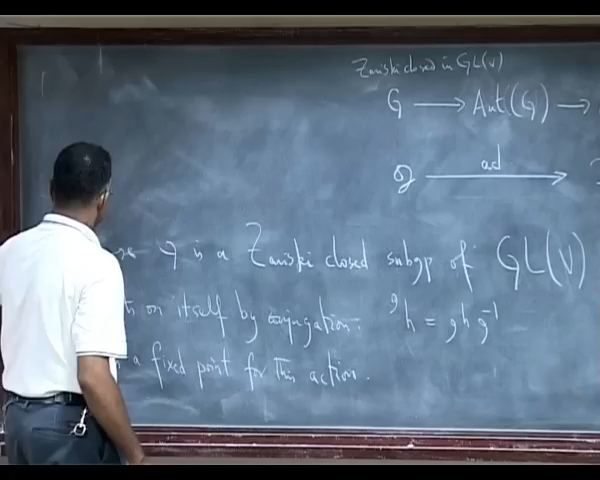 Zariski closed in GL(V)
G ⟶ Aut(G) ⟶
ad
𝔤 ⟶
G is a Zariski closed subgp of GL(V)
on itself by conjugation. ᵍh = g h g⁻¹
a fixed point for this action.